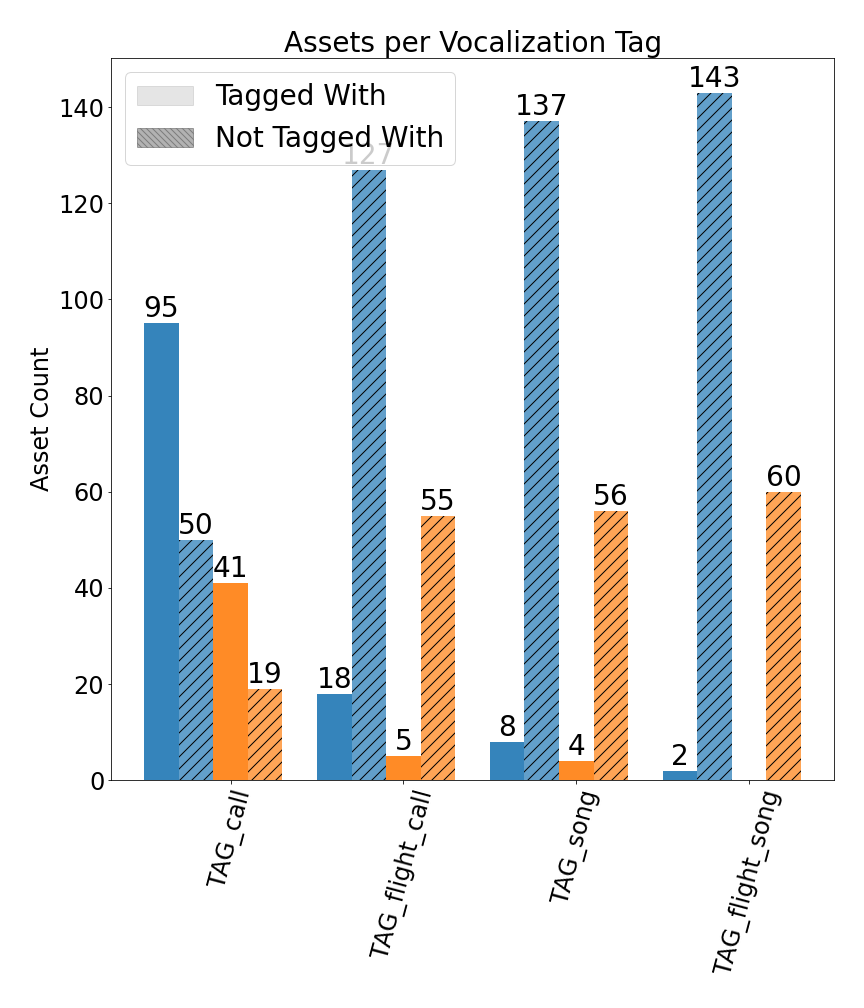 Assets per Vocalization Tag
Tagged With
Not Tagged With
Asset Count
140
120
100
80
60
40
20
0
95
50
41
19
18
127
5
55
8
137
4
56
2
143
60
TAG_call
TAG_flight_call
TAG_song
TAG_flight_song